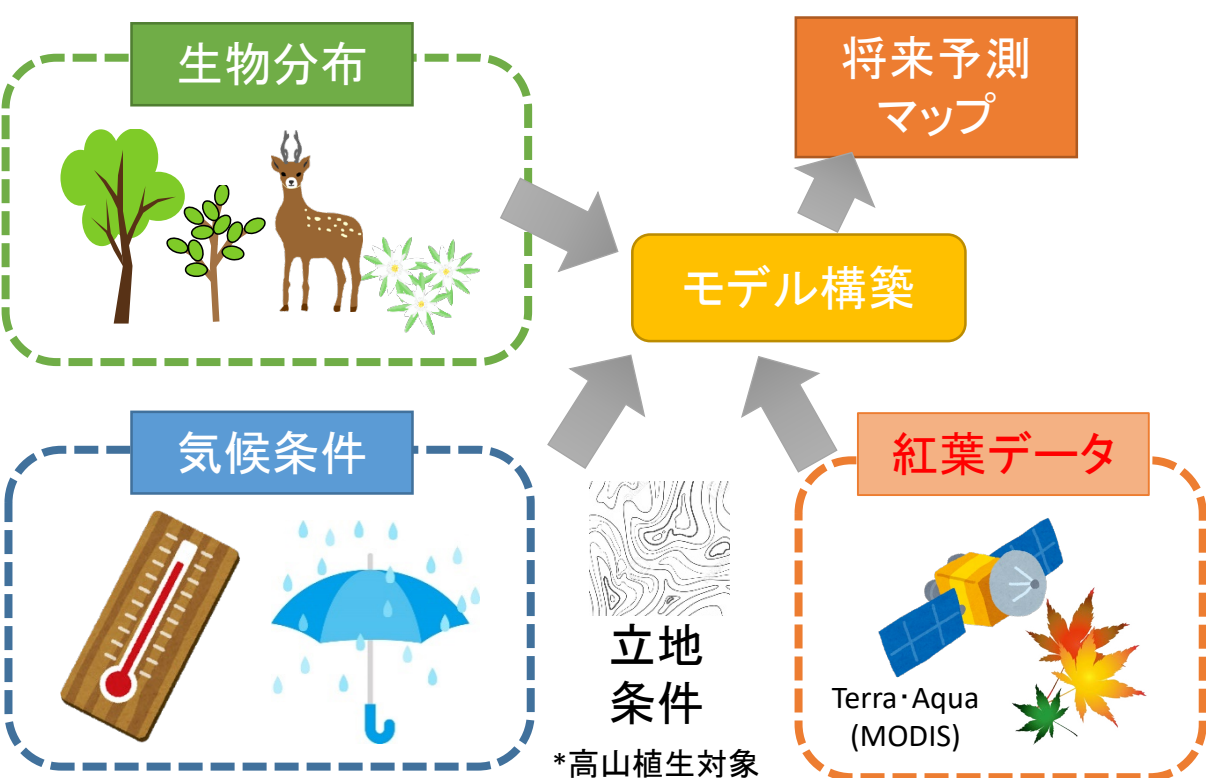 生物分布
将来予測
マップ
モデル構築
気候条件
立地
条件
*高山植生対象
紅葉データ
Terra･Aqua
(MODIS)